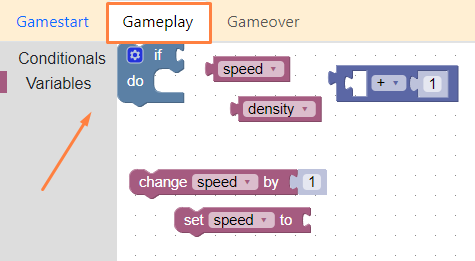 Gamestart Gameplay Gameover
Conditionals
Variables
if
do
speed
density
+ 1
change speed by 1
set speed to